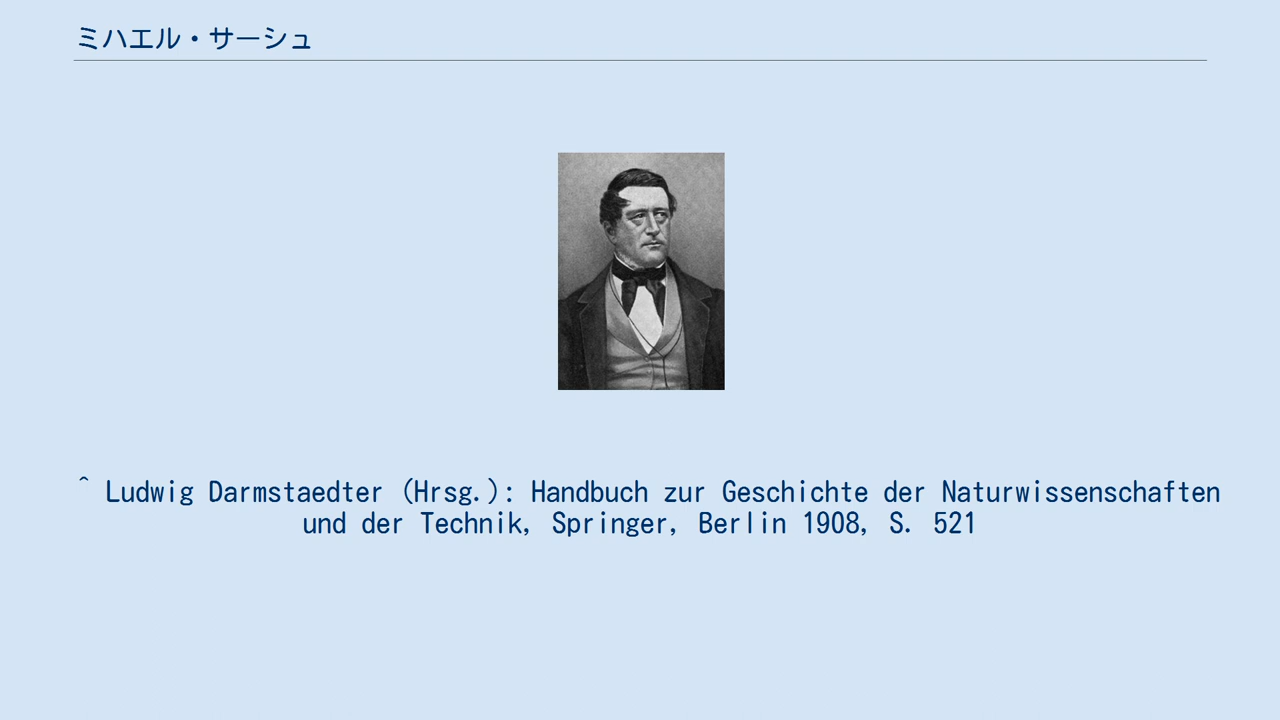 ミハエル・サーシュ
^ Ludwig Darmstaedter (Hrsg.): Handbuch zur Geschichte der Naturwissenschaften
und der Technik, Springer, Berlin 1908, S. 521